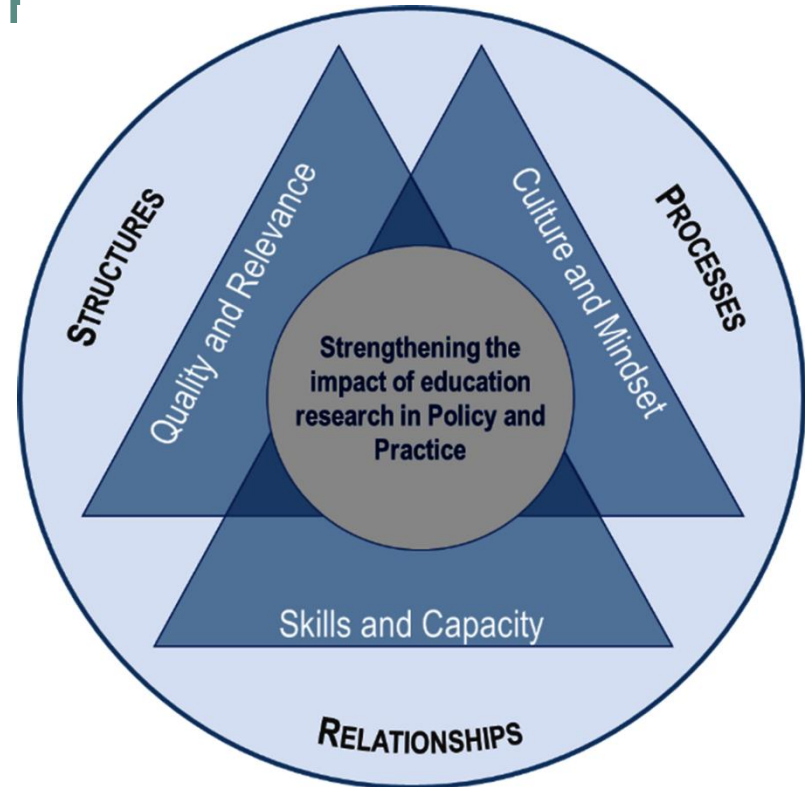 STRUCTURES
PROCESSES
Quality and Relevance
Culture and Mindset
Strengthening the
impact of education
research in Policy and
Practice
Skills and Capacity
RELATIONSHIPS